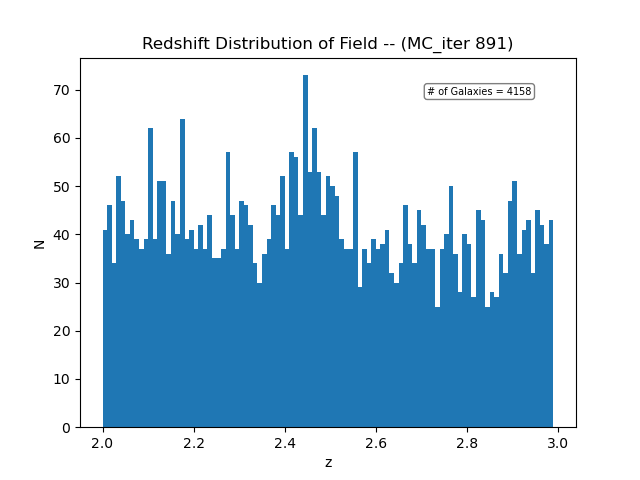 Redshift Distribution of Field -- (MC_iter 891)
# of Galaxies = 4158
70
60
50
40
30
20
10
0
N
2.0 2.2 2.4 2.6 2.8 3.0
z